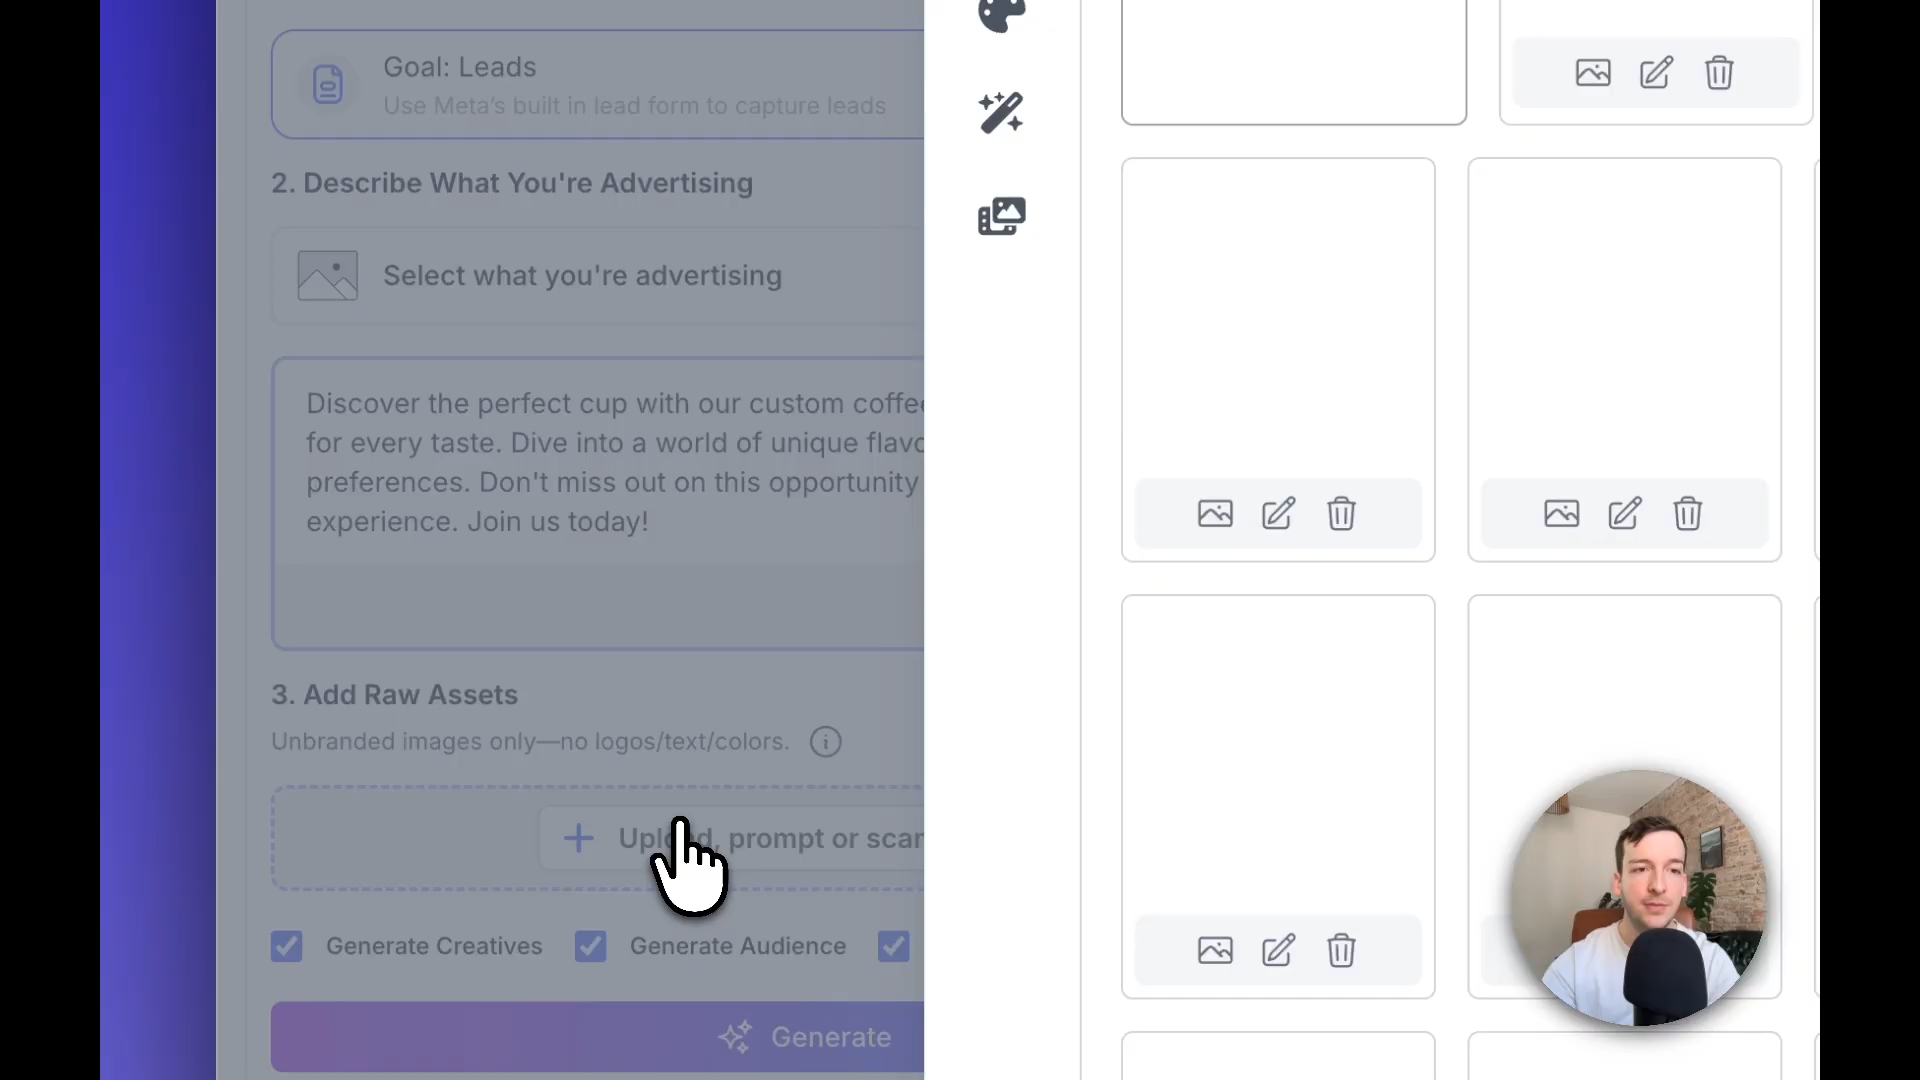 Goal: Leads
Use Meta's built in lead form to capture leads
2. Describe What You're Advertising
Select what you're advertising
Discover the perfect cup with our custom coffee
for every taste. Dive into a world of unique
preferences. Don't miss out on this opportunity
experience. Join us today!
3. Add Raw Assets
Unbranded images only—no logos/text/colors.
Upload, prompt or scan
Generate Creatives
Generate Audience
Generate